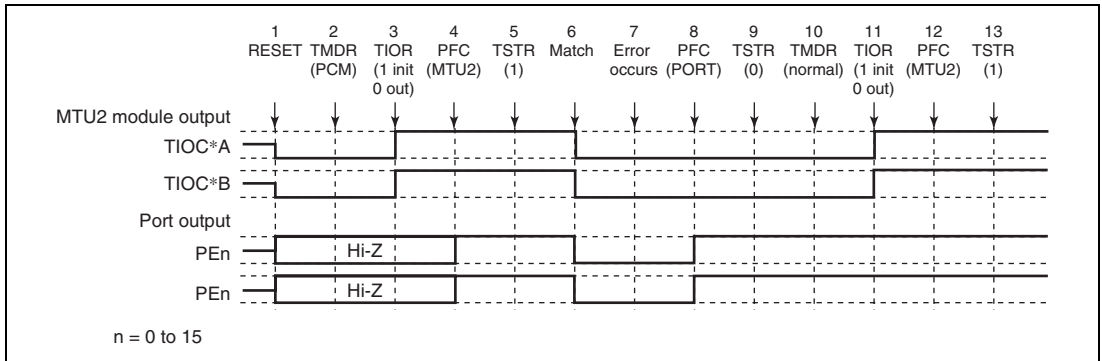 1 2 3 4 5 6 7 8 9 10 11 12 13
RESET TMDR TIOR PFC TSTR Match Error PFC TSTR TMDR TIOR PFC TSTR
(PCM) (1 init (MTU2) (1) occurs (PORT) (0) (normal) (1 init (MTU2) (1)
0 out) 0 out)
MTU2 module output
TIOC*A
TIOC*B
Port output
PEn Hi-Z
PEn Hi-Z
n = 0 to 15